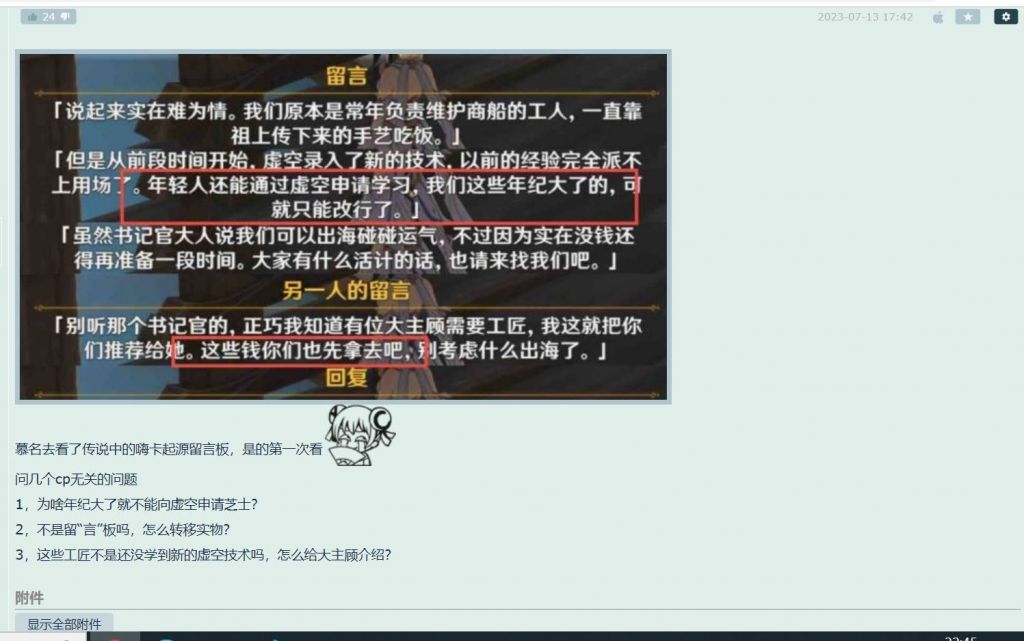 24
2023-07-13 17:42
留言
「说起来实在难为情。我们原本是常年负责维护商船的工人，一直靠
祖上传下来的手艺吃饭。」
「但是从前段时间开始，虚空录入了新的技术，以前的经验完全派不
上用场了。年轻人还能通过虚空申请学习，我们这些年纪大了的，可
就只能改行了。」
「虽然书记官大人说我们可以出海碰碰运气，不过因为实在没钱还
得再准备一段时间。大家有什么活计的话，也请来找我们吧。」
另一人的留言
「别听那个书记官的，正巧我知道有位大主顾需要工匠，我这就把你
们推荐给她。这些钱你们也先拿去吧，别考虑什么出海了。」
回复
慕名去看了传说中的嗨卡起源留言板，是的第一次看
问几个cp无关的问题
1，为啥年纪大了就不能向虚空申请芝士？
2，不是留“言”板吗，怎么转移实物？
3，这些工匠不是还没学到新的虚空技术吗，怎么给大主顾介绍？
附件
显示全部附件